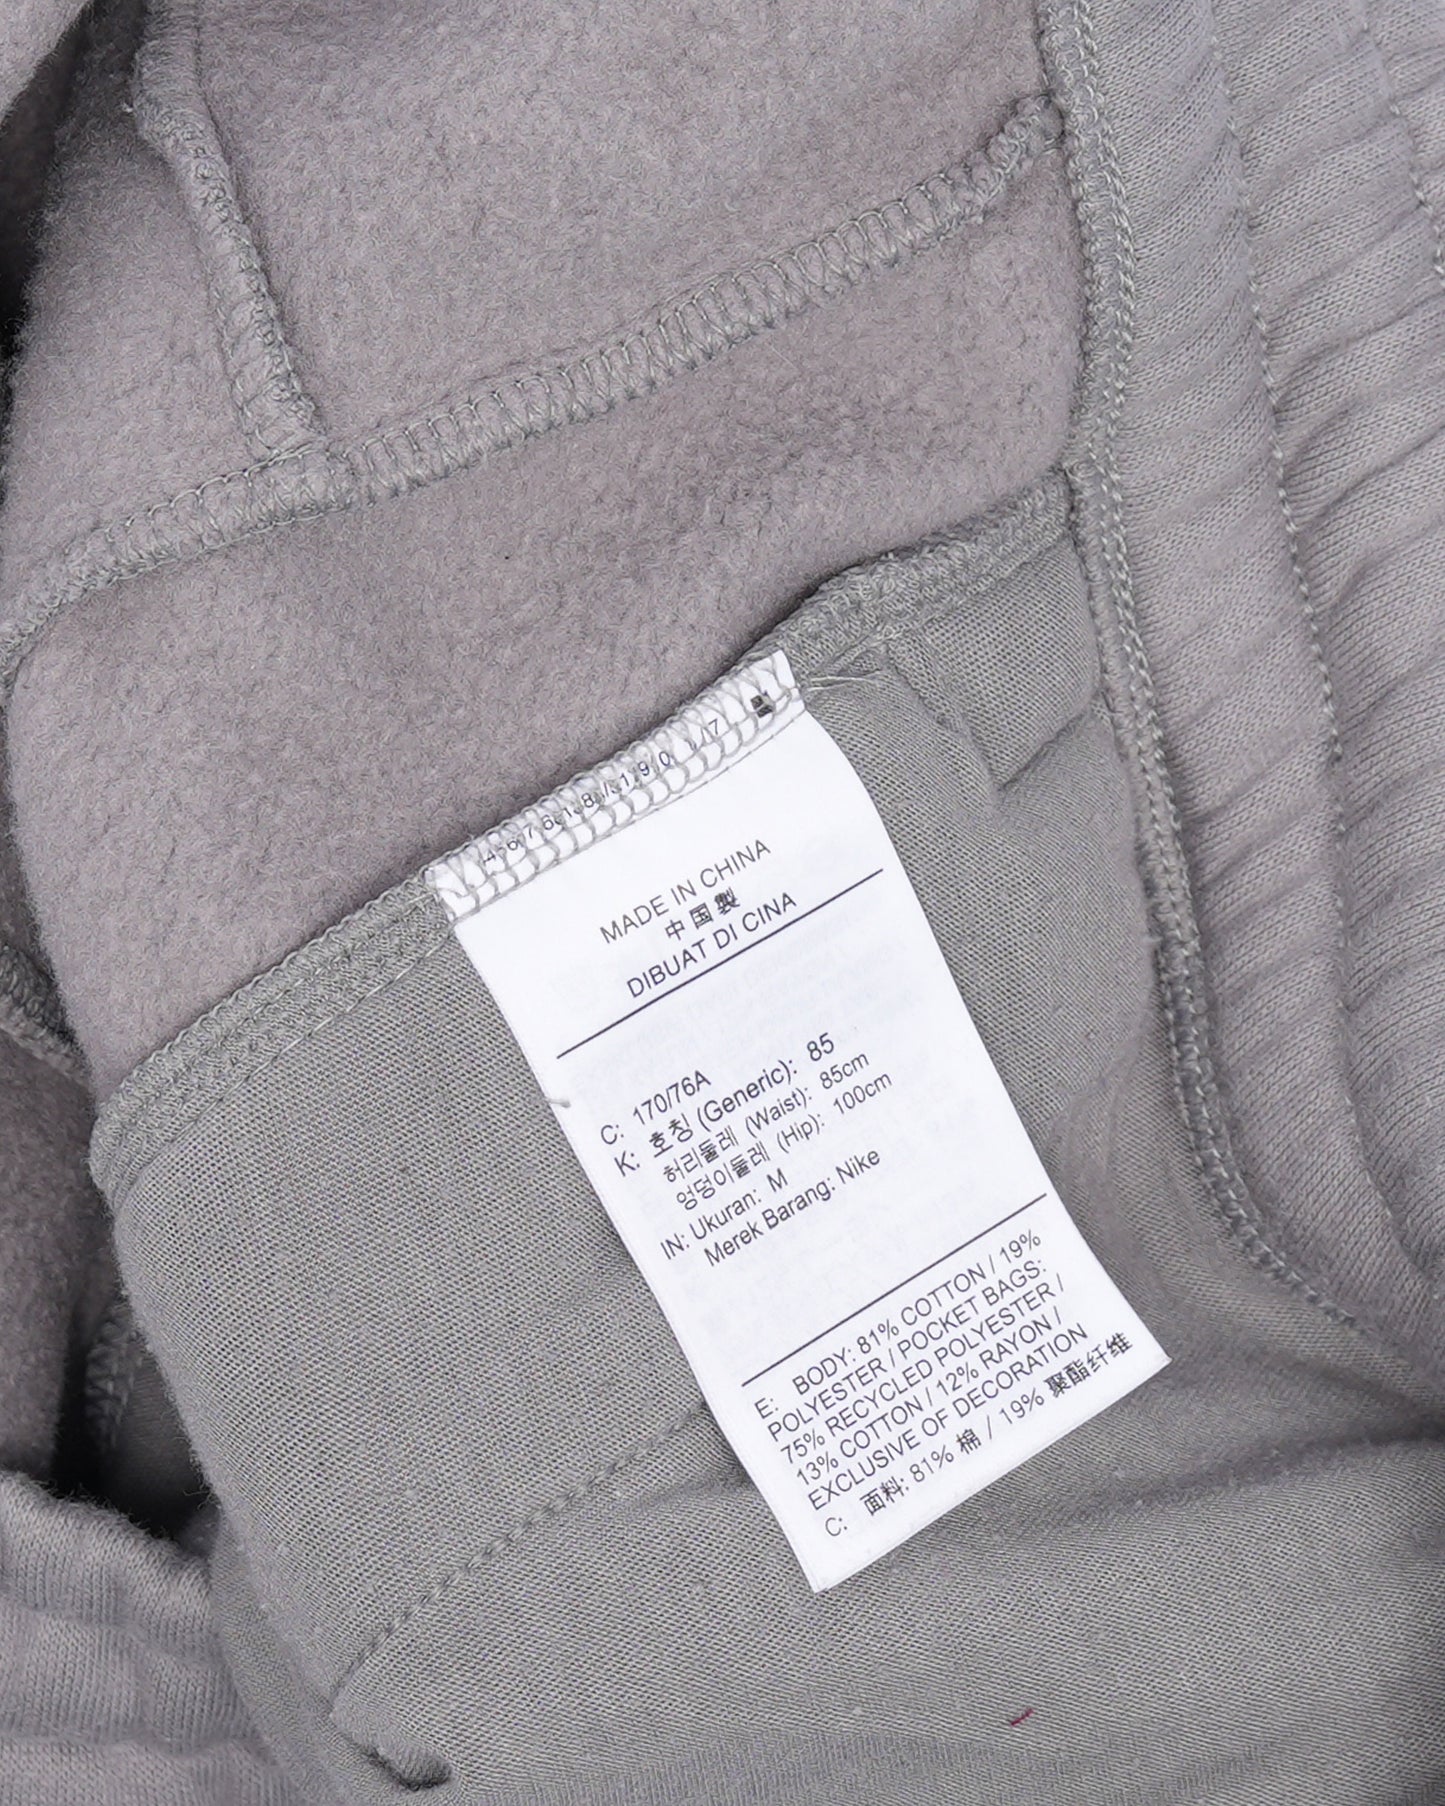 MADE IN CHINA
中国製
DIBUAT DI CINA
C: 170/76A
K: 호칭 (Generic): 85
허리둘레 (Waist): 85cm
엉덩이둘레 (Hip): 100cm
IN: Ukuran: M
Merek Barang: Nike
E: BODY: 81% COTTON / 19%
POLYESTER / POCKET BAGS:
75% RECYCLED POLYESTER /
13% COTTON / 12% RAYON /
EXCLUSIVE OF DECORATION
C: 面料: 81% 棉 / 19% 聚酯纤维